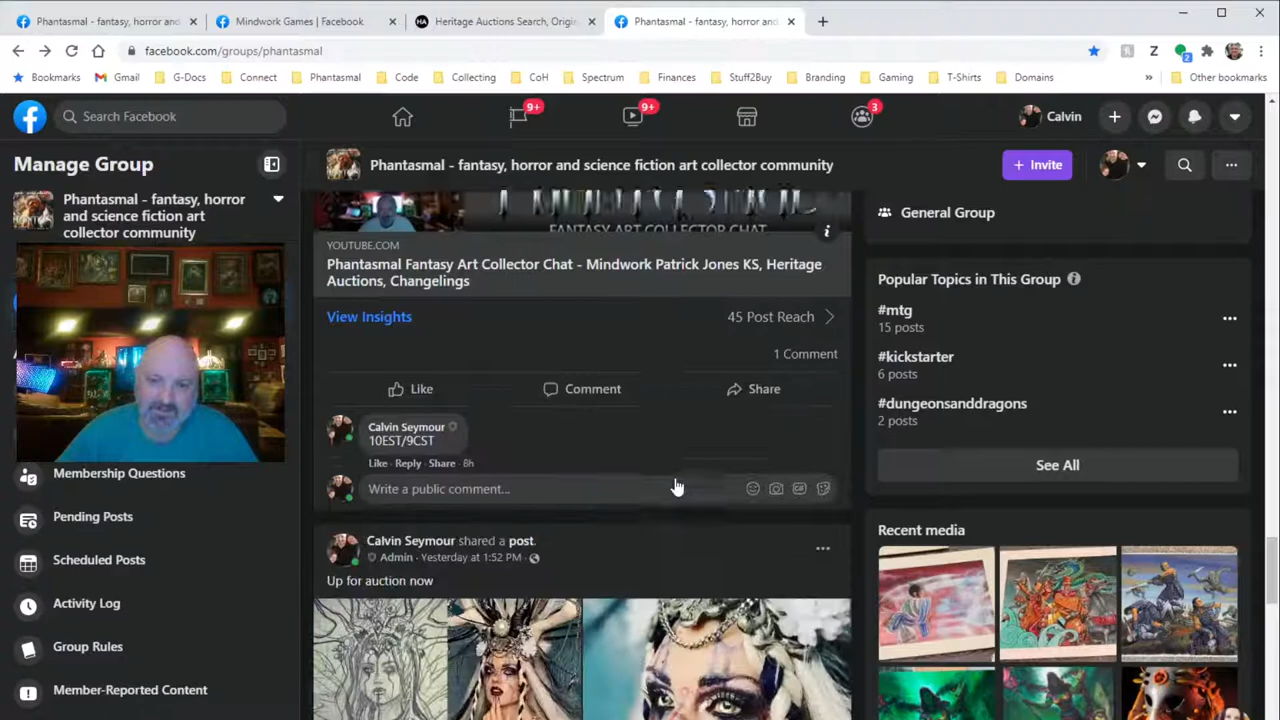 Phantasmal - fantasy, horror and
Mindwork Games | Facebook
Heritage Auctions Search, Origin
Phantasmal - fantasy, horror and
facebook.com/groups/phantasmal
Z
2
Bookmarks
Gmail
G-Docs
Connect
Phantasmal
Code
Collecting
CoH
Spectrum
Finances
Stuff2Buy
Branding
Gaming
T-Shirts
Domains
»
Other bookmarks
Search Facebook
9+
9+
3
Calvin
Manage Group
Phantasmal - fantasy, horror and science fiction art collector community
+ Invite
Phantasmal - fantasy, horror
and science fiction art
collector community
Membership Questions
Pending Posts
Scheduled Posts
Activity Log
Group Rules
Member-Reported Content
FANTASY ART COLLECTOR CHAT
YOUTUBE.COM
Phantasmal Fantasy Art Collector Chat - Mindwork Patrick Jones KS, Heritage
Auctions, Changelings
View Insights
45 Post Reach
1 Comment
Like
Comment
Share
Calvin Seymour
10EST/9CST
Like · Reply · Share · 8h
Write a public comment...
GIF
Calvin Seymour shared a post.
Admin · Yesterday at 1:52 PM ·
Up for auction now
General Group
Popular Topics in This Group
#mtg
15 posts
#kickstarter
6 posts
#dungeonsanddragons
2 posts
See All
Recent media